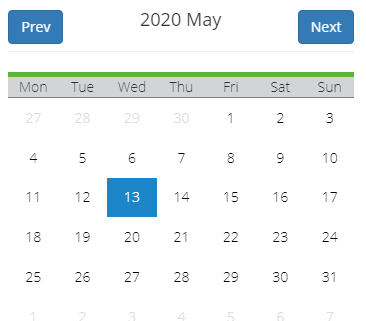 Prev 2020 May Next
Mon Tue Wed Thu Fri Sat Sun
27 28 29 30 1 2 3
4 5 6 7 8 9 10
11 12 13 14 15 16 17
18 19 20 21 22 23 24
25 26 27 28 29 30 31
1 2 3 4 5 6 7